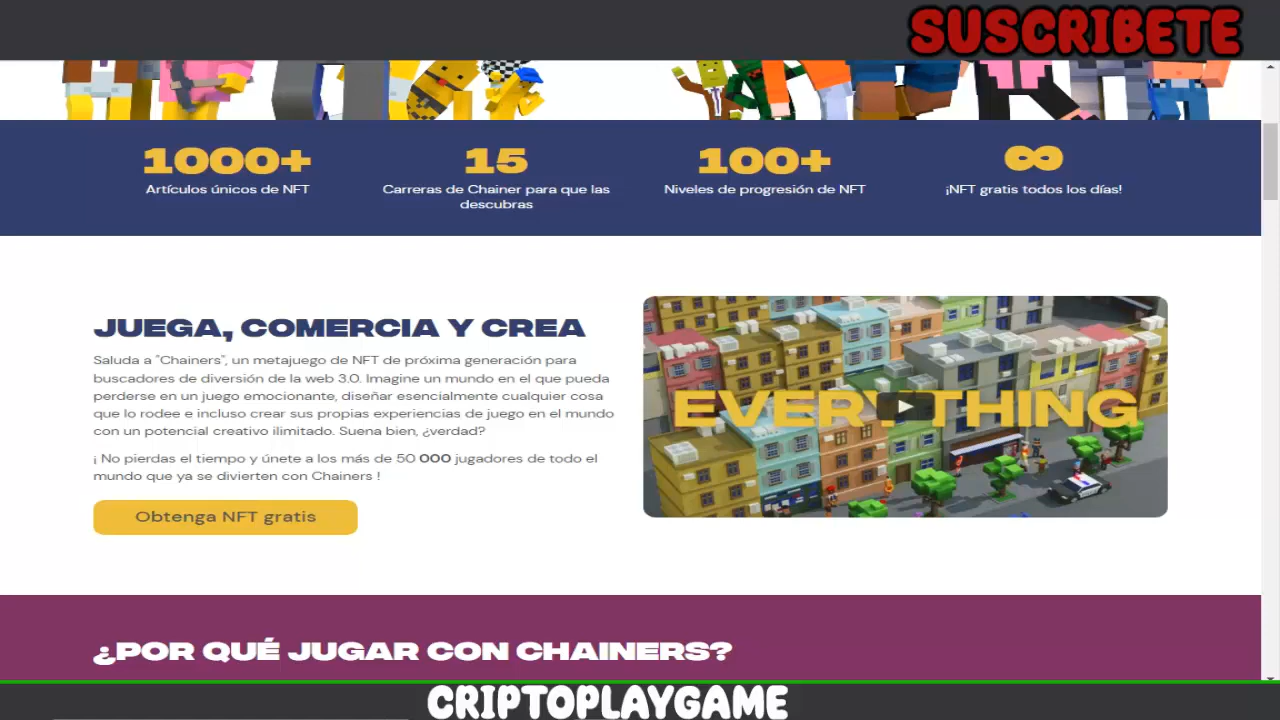 SUSCRIBETE
1000+
Artículos únicos de NFT
15
Carreras de Chainer para que las
descubras
100+
Niveles de progresión de NFT
∞
¡NFT gratis todos los días!
JUEGA, COMERCIA Y CREA
Saluda a "Chainers", un metajuego de NFT de próxima generación para
buscadores de diversión de la web 3.0. Imagine un mundo en el que pueda
perderse en un juego emocionante, diseñar esencialmente cualquier cosa
que lo rodee e incluso crear sus propias experiencias de juego en el mundo
con un potencial creativo ilimitado. Suena bien, ¿verdad?
¡ No pierdas el tiempo y únete a los más de 50 000 jugadores de todo el
mundo que ya se divierten con Chainers !
Obtenga NFT gratis
EVERYTHING
¿POR QUÉ JUGAR CON CHAINERS?
CRIPTOPLAYGAME